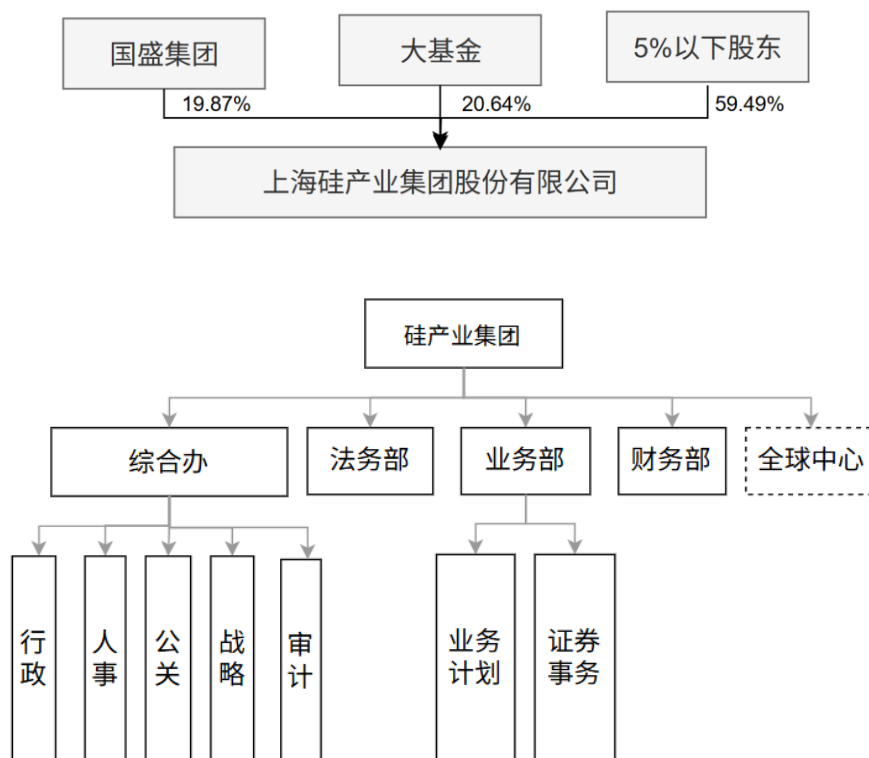 国盛集团
大基金
5%以下股东
19.87%
20.64%
59.49%
上海硅产业集团股份有限公司
硅产业集团
综合办
法务部
业务部
财务部
全球中心
行政
人事
公关
战略
审计
业务
计划
证券
事务